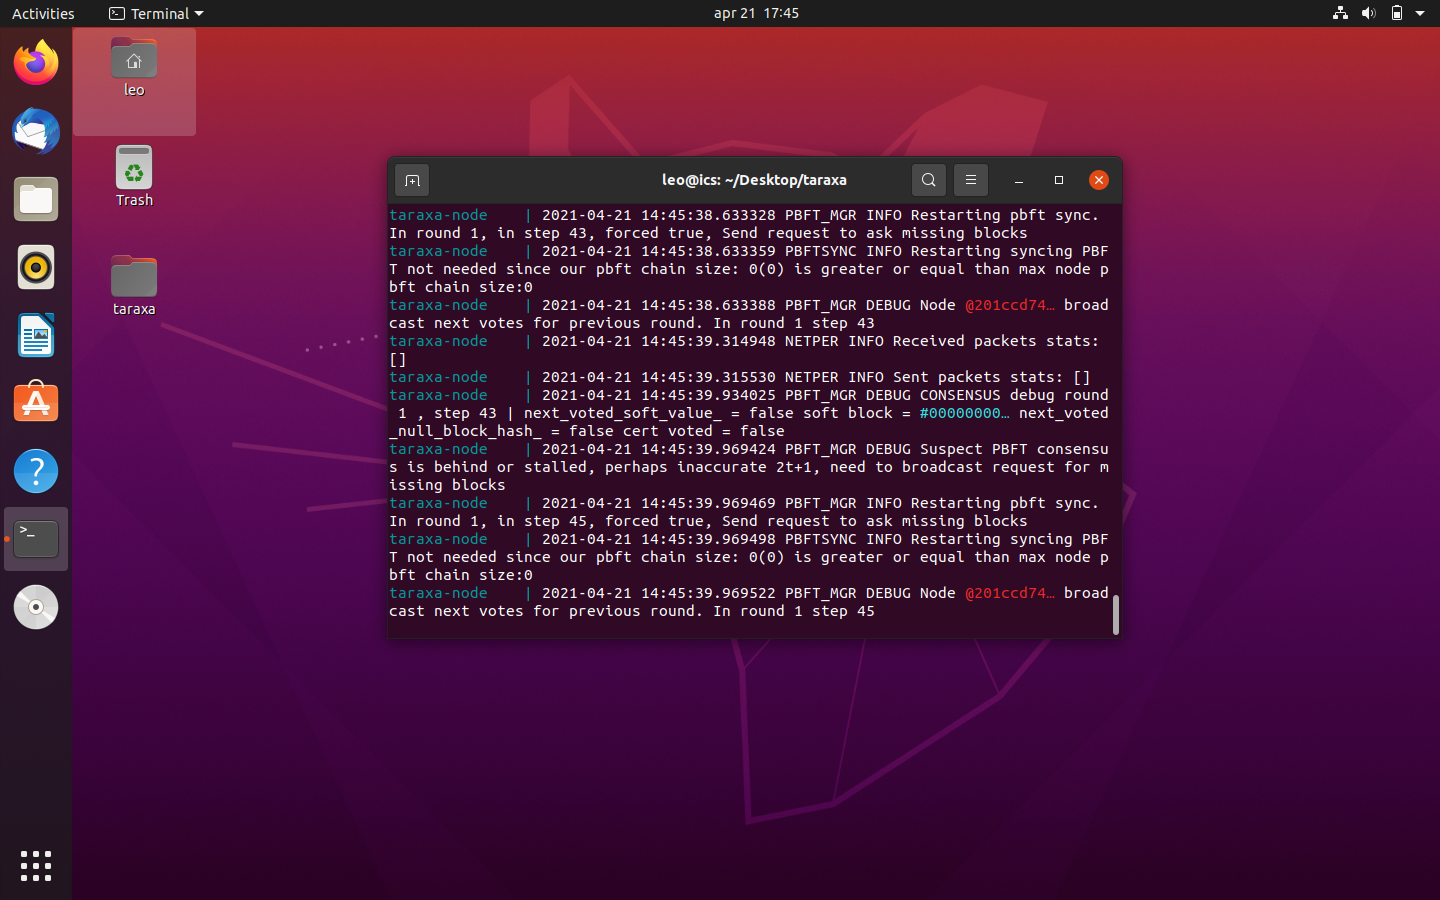 Activities
Terminal
apr 21 17:45
leo
Trash
taraxa
leo@ics: ~/Desktop/taraxa
taraxa-node    | 2021-04-21 14:45:38.633328 PBFT_MGR INFO Restarting pbft sync.
In round 1, in step 43, forced true, Send request to ask missing blocks
taraxa-node    | 2021-04-21 14:45:38.633359 PBFTSYNC INFO Restarting syncing PBF
T not needed since our pbft chain size: 0(0) is greater or equal than max node p
bft chain size:0
taraxa-node    | 2021-04-21 14:45:38.633388 PBFT_MGR DEBUG Node @201ccd74… broad
cast next votes for previous round. In round 1 step 43
taraxa-node    | 2021-04-21 14:45:39.314948 NETPER INFO Received packets stats:
[]
taraxa-node    | 2021-04-21 14:45:39.315530 NETPER INFO Sent packets stats: []
taraxa-node    | 2021-04-21 14:45:39.934025 PBFT_MGR DEBUG CONSENSUS debug round
 1 , step 43 | next_voted_soft_value_ = false soft block = #00000000… next_voted
_null_block_hash_ = false cert voted = false
taraxa-node    | 2021-04-21 14:45:39.969424 PBFT_MGR DEBUG Suspect PBFT consensu
s is behind or stalled, perhaps inaccurate 2t+1, need to broadcast request for m
issing blocks
taraxa-node    | 2021-04-21 14:45:39.969469 PBFT_MGR INFO Restarting pbft sync.
In round 1, in step 45, forced true, Send request to ask missing blocks
taraxa-node    | 2021-04-21 14:45:39.969498 PBFTSYNC INFO Restarting syncing PBF
T not needed since our pbft chain size: 0(0) is greater or equal than max node p
bft chain size:0
taraxa-node    | 2021-04-21 14:45:39.969522 PBFT_MGR DEBUG Node @201ccd74… broad
cast next votes for previous round. In round 1 step 45